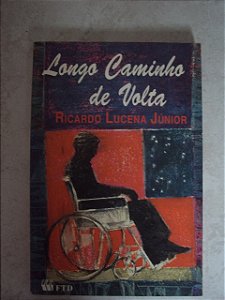 Longo Caminho
de Volta
RICARDO LUCENA JÚNIOR
FTD